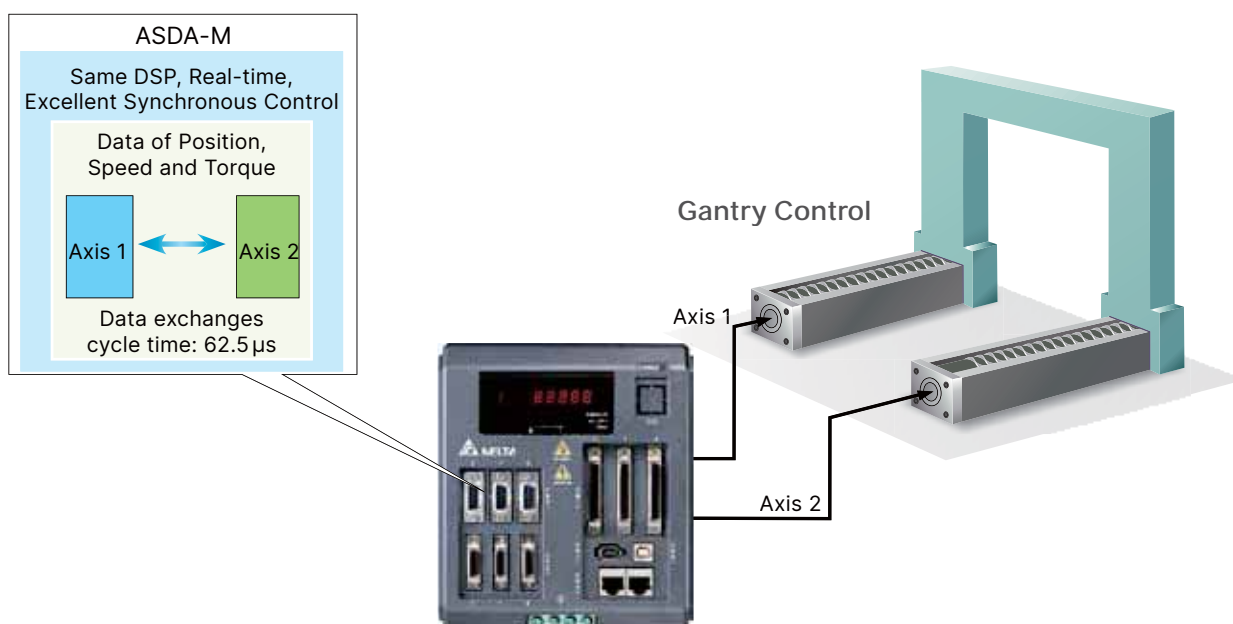 ASDA-M
Same DSP, Real-time,
Excellent Synchronous Control
Data of Position,
Speed and Torque
Axis 1
Axis 2
Data exchanges
cycle time: 62.5 µs
Gantry Control
Axis 1
Axis 2
DELTA